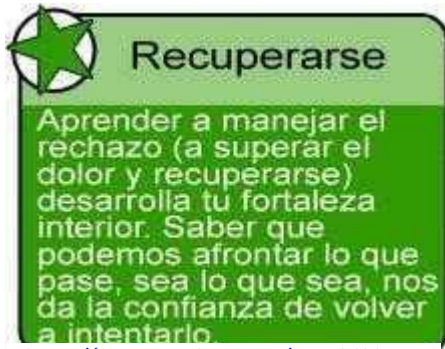 Recuperarse
Aprender a manejar el
rechazo (a superar el
dolor y recuperarse)
desarrolla tu fortaleza
interior. Saber que
podemos afrontar lo que
pase, sea lo que sea, nos
da la confianza de volver
a intentarlo.